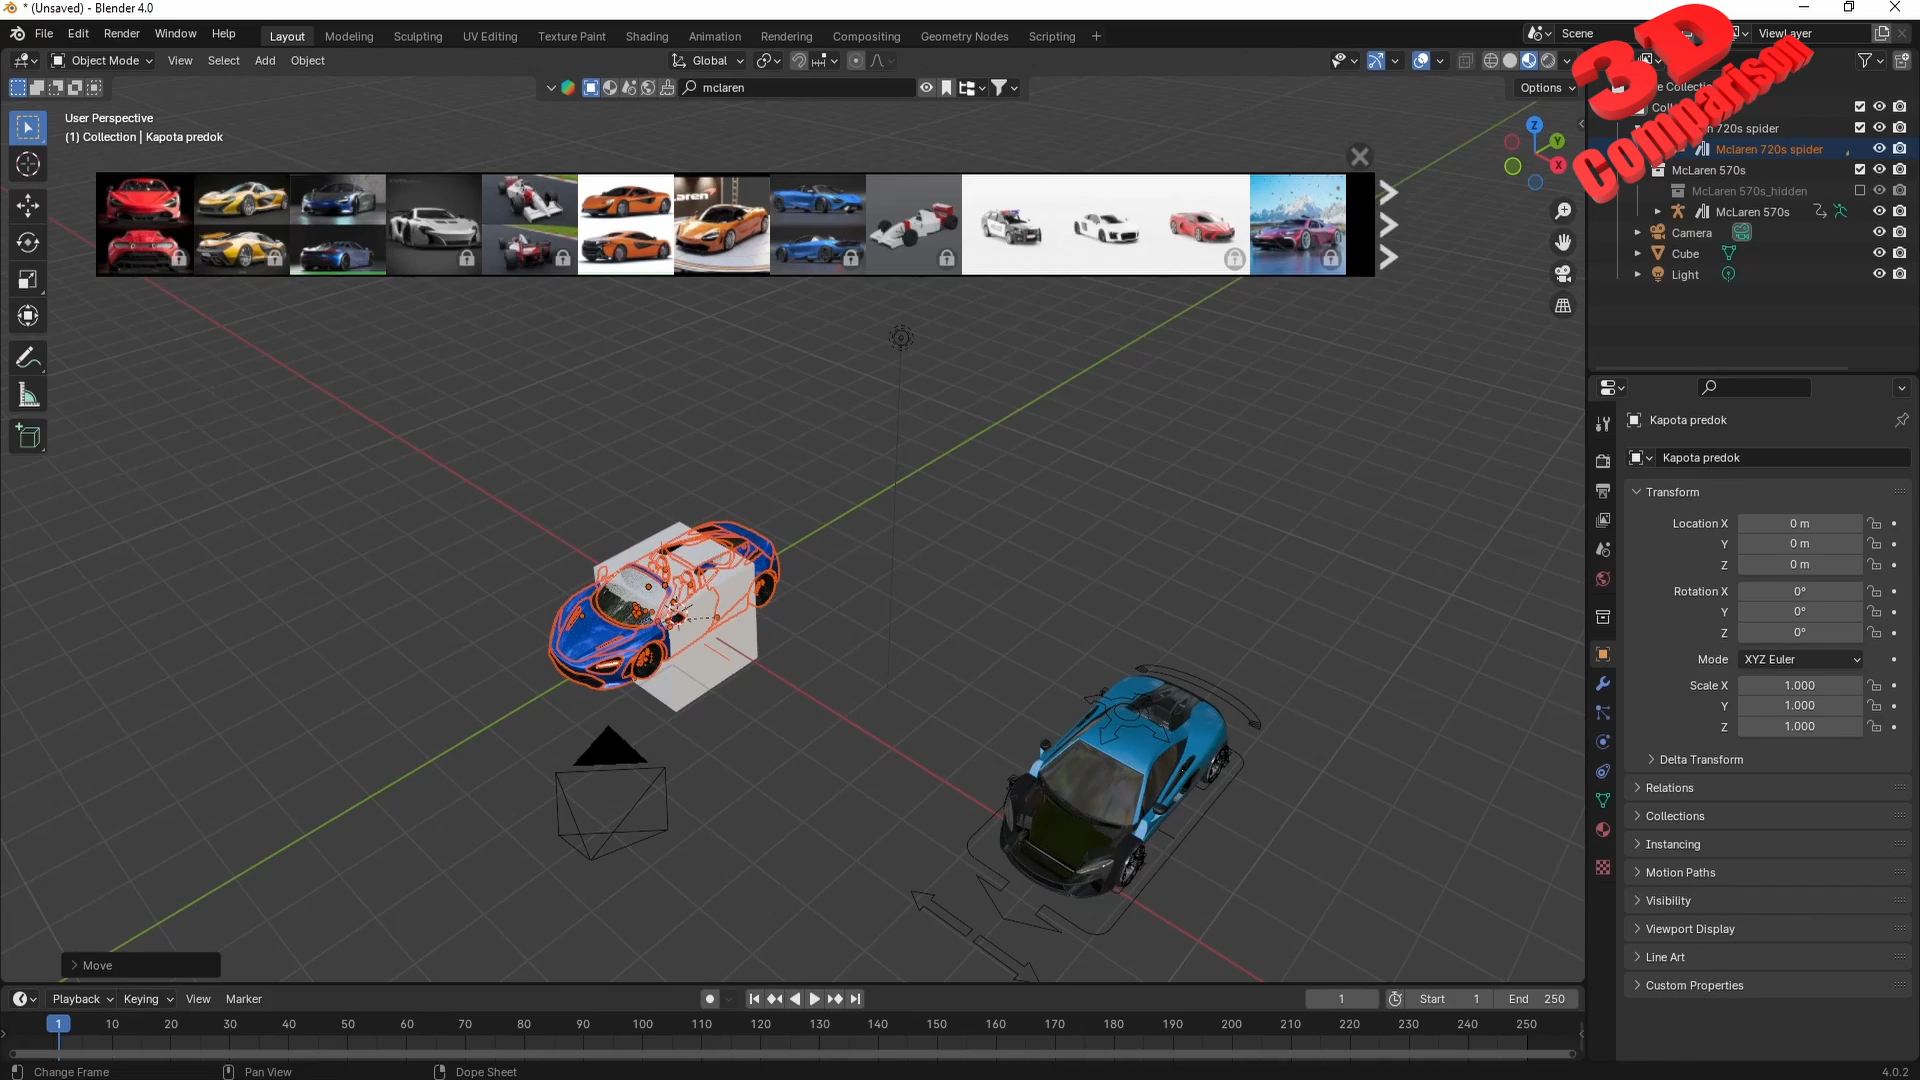 * (Unsaved) - Blender 4.0
File Edit Render Window Help
Layout Modeling Sculpting UV Editing Texture Paint Shading Animation Rendering Compositing Geometry Nodes Scripting +
Scene
ViewLayer
Object Mode View Select Add Object
Global
mclaren
Options
3D
Comparison
User Perspective
(1) Collection | Kapota predok
Z
Y
X
e Collectio
Coll
n 720s spider
Mclaren 720s spider
McLaren 570s
McLaren 570s_hidden
McLaren 570s
Camera
Cube
Light
Kapota predok
Kapota predok
Transform
Location X 0 m
Y 0 m
Z 0 m
Rotation X 0°
Y 0°
Z 0°
Mode XYZ Euler
Scale X 1.000
Y 1.000
Z 1.000
Delta Transform
Relations
Collections
Instancing
Motion Paths
Visibility
Viewport Display
Line Art
Custom Properties
Move
Playback Keying View Marker
1
Start 1
End 250
1 10 20 30 40 50 60 70 80 90 100 110 120 130 140 150 160 170 180 190 200 210 220 230 240 250
Change Frame
Pan View
Dope Sheet
4.0.2